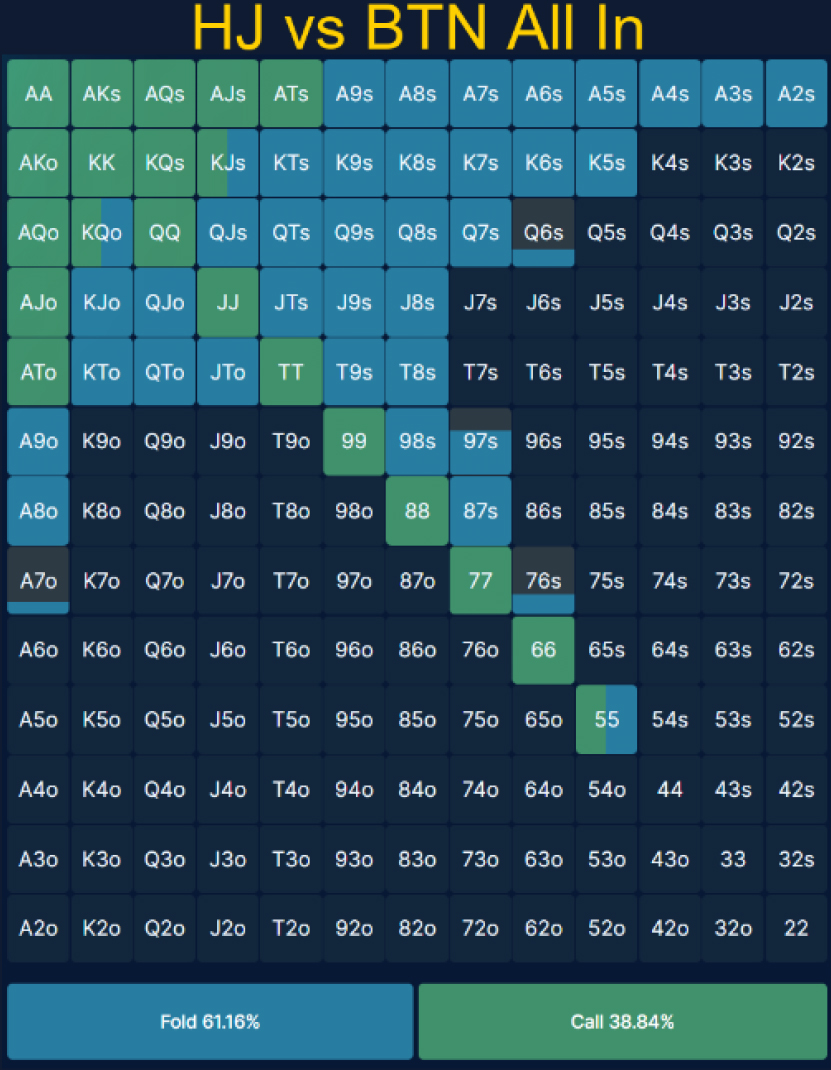 HJ vs BTN All In
AA AKs AQs AJs ATs A9s A8s A7s A6s A5s A4s A3s A2s
AKo KK KQs KJs KTs K9s K8s K7s K6s K5s K4s K3s K2s
AQo KQo QQ QJs QTs Q9s Q8s Q7s Q6s Q5s Q4s Q3s Q2s
AJo KJo QJo JJ JTs J9s J8s J7s J6s J5s J4s J3s J2s
ATo KTo QTo JTo TT T9s T8s T7s T6s T5s T4s T3s T2s
A9o K9o Q9o J9o T9o 99 98s 97s 96s 95s 94s 93s 92s
A8o K8o Q8o J8o T8o 98o 88 87s 86s 85s 84s 83s 82s
A7o K7o Q7o J7o T7o 97o 87o 77 76s 75s 74s 73s 72s
A6o K6o Q6o J6o T6o 96o 86o 76o 66 65s 64s 63s 62s
A5o K5o Q5o J5o T5o 95o 85o 75o 65o 55 54s 53s 52s
A4o K4o Q4o J4o T4o 94o 84o 74o 64o 54o 44 43s 42s
A3o K3o Q3o J3o T3o 93o 83o 73o 63o 53o 43o 33 32s
A2o K2o Q2o J2o T2o 92o 82o 72o 62o 52o 42o 32o 22
Fold 61.16% Call 38.84%